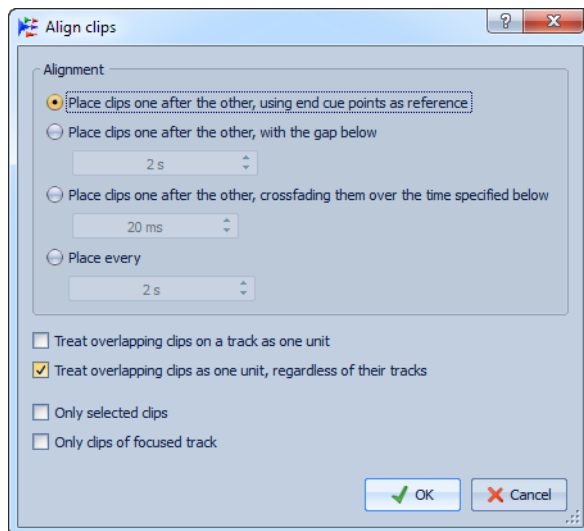 Align clips
Alignment
Place clips one after the other, using end cue points as reference
Place clips one after the other, with the gap below
2 s
Place clips one after the other, crossfading them over the time specified below
20 ms
Place every
2 s
Treat overlapping clips on a track as one unit
Treat overlapping clips as one unit, regardless of their tracks
Only selected clips
Only clips of focused track
OK
Cancel